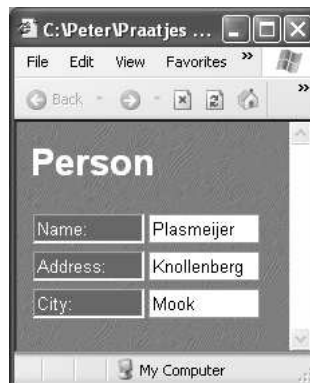 C:\Peter\Praatjes ...
File Edit View Favorites »
Back »
Person
Name: Plasmeijer
Address: Knollenberg
City: Mook
My Computer